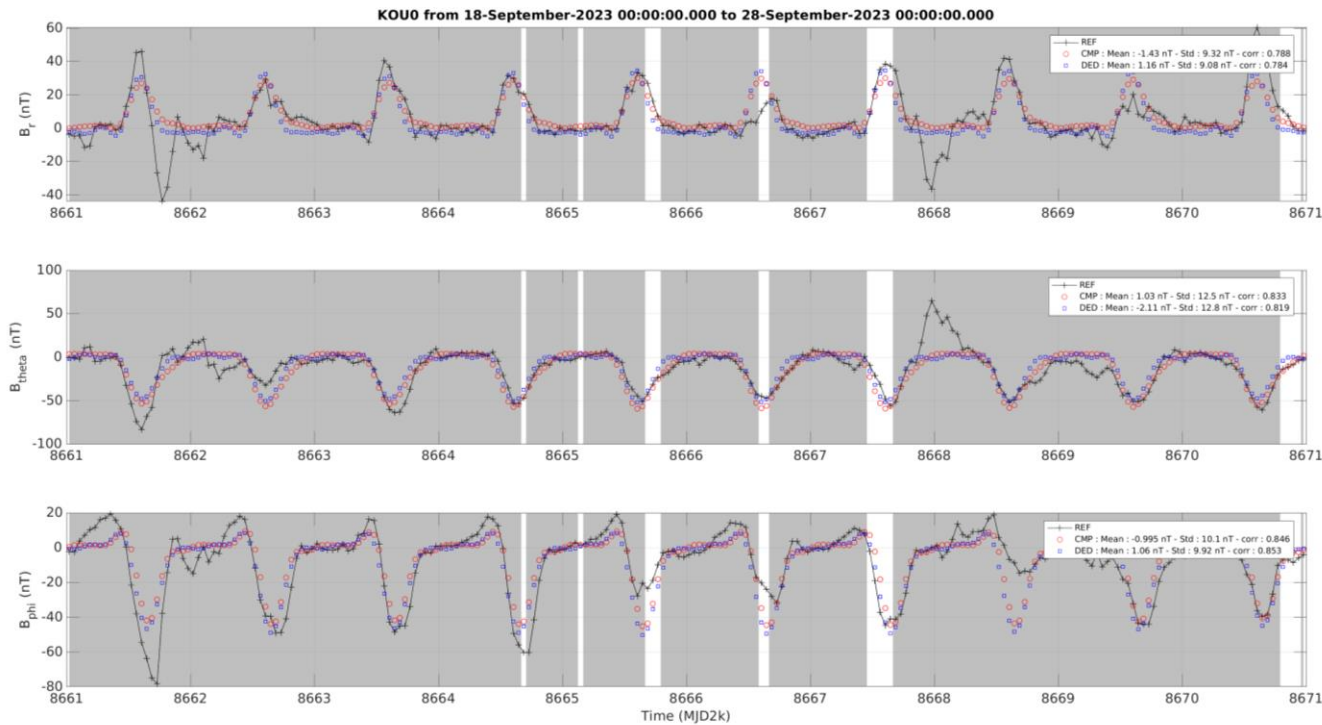 KOU0 from 18-September-2023 00:00:00.000 to 28-September-2023 00:00:00.000
60
40
20
0
20
40
B_r (nT)
REF
CMP : Mean : -1.43 nT - Std : 9.32 nT - corr : 0.788
DED : Mean : 1.16 nT - Std : 9.08 nT - corr : 0.784
8661 8662 8663 8664 8665 8666 8667 8668 8669 8670 8671
100
50
0
-50
-100
B_theta (nT)
REF
CMP : Mean : 1.03 nT - Std : 12.5 nT - corr : 0.833
DED : Mean : -2.11 nT - Std : 12.8 nT - corr : 0.819
8661 8662 8663 8664 8665 8666 8667 8668 8669 8670 8671
20
0
-20
-40
-60
-80
B_phi (nT)
REF
CMP : Mean : -0.995 nT - Std : 10.1 nT - corr : 0.846
DED : Mean : 1.06 nT - Std : 9.92 nT - corr : 0.853
8661 8662 8663 8664 8665 8666 8667 8668 8669 8670 8671
Time (MJD2k)